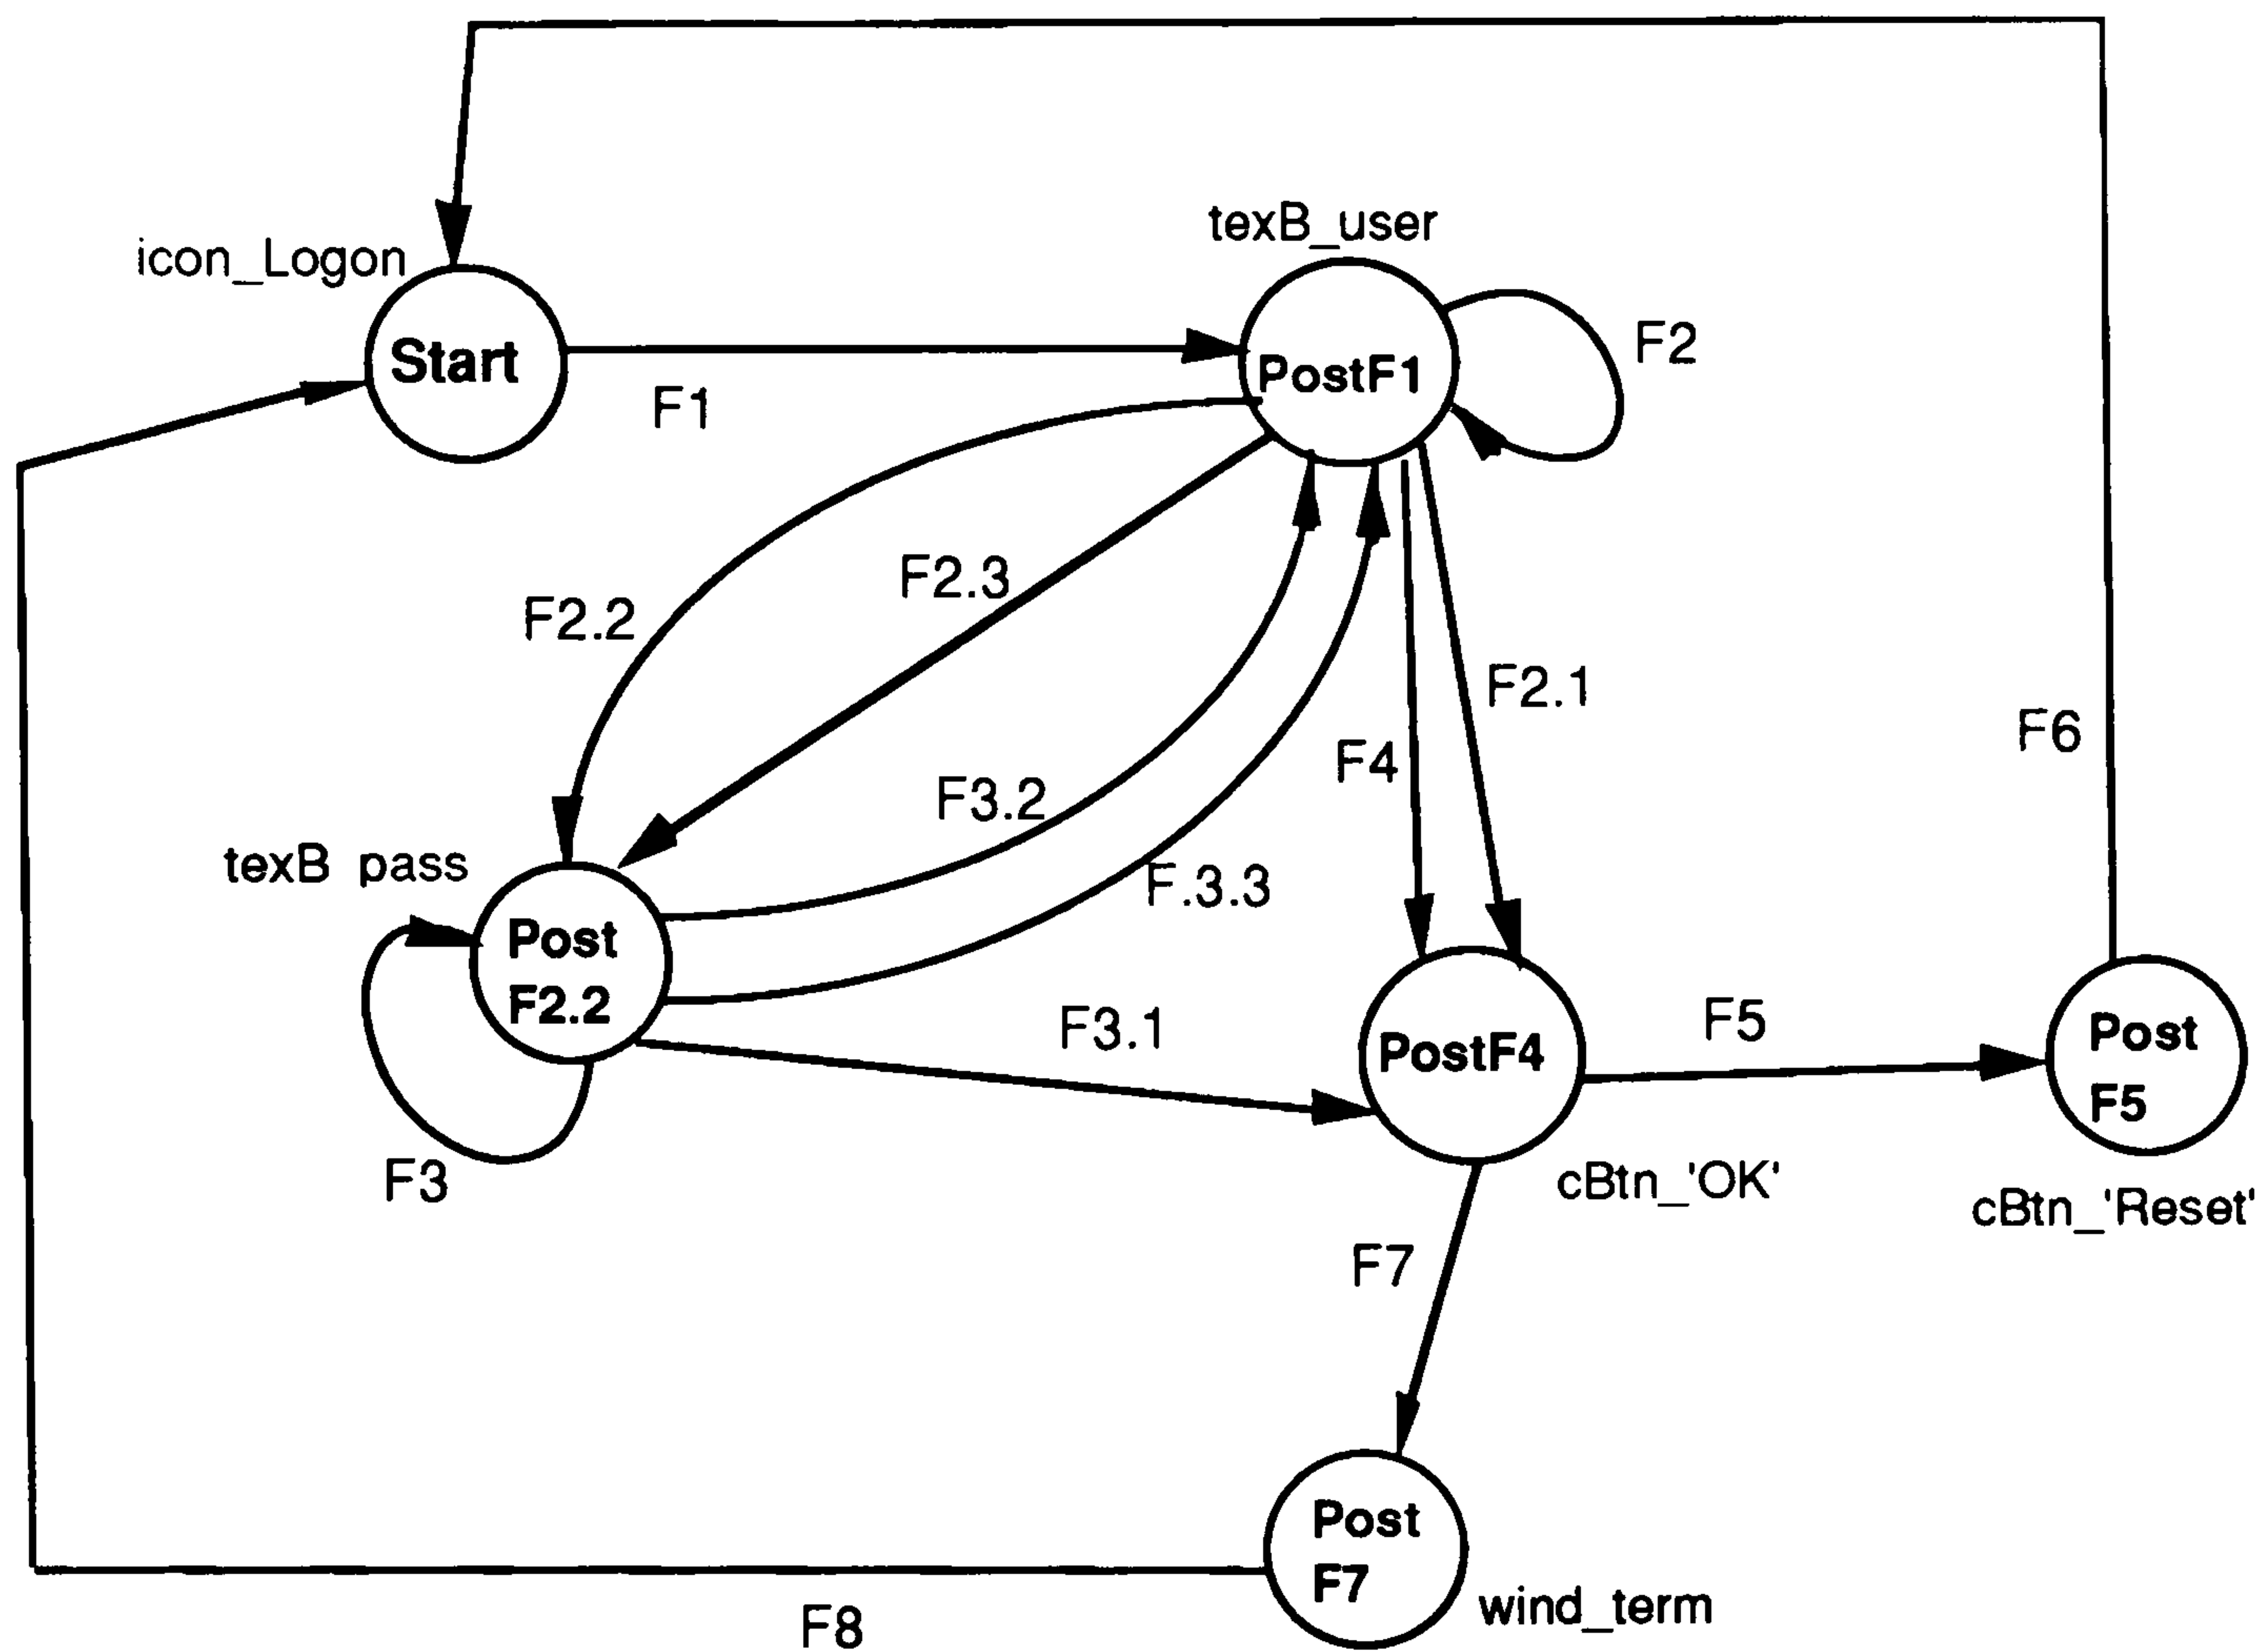 icon_Logon
texB_user
Start
PostF1
F2
F1
F2.3
F2.2
F2.1
F6
F4
F3.2
texB pass
F.3.3
Post
F2.2
F3.1
F5
PostF4
Post
F5
F3
cBtn_'OK'
cBtn_'Reset'
F7
Post
F7
wind_term
F8